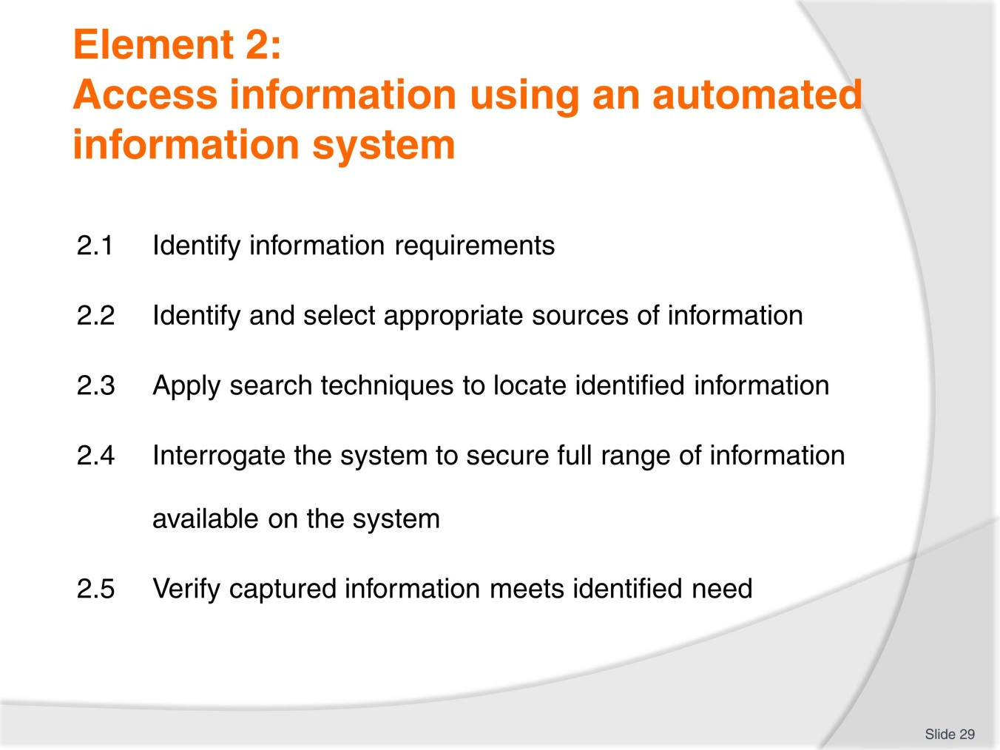 Element 2:
Access information using an automated
information system
2.1 Identify information requirements
2.2 Identify and select appropriate sources of information
2.3 Apply search techniques to locate identified information
2.4 Interrogate the system to secure full range of information
available on the system
2.5 Verify captured information meets identified need
Slide 29